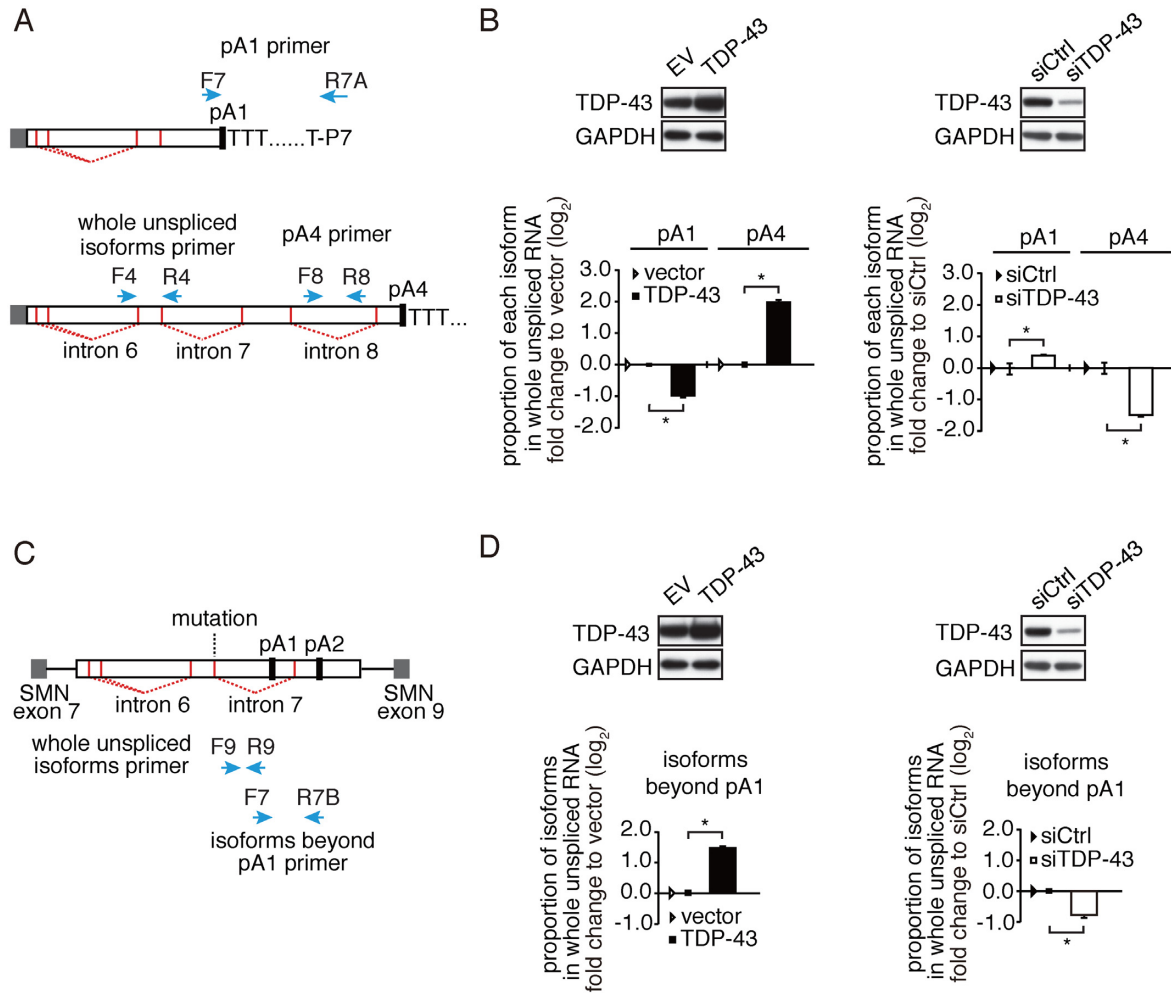 A
pA1 primer
F7
R7A
pA1
TTT......T-P7
whole unspliced
isoforms primer
pA4 primer
F4
R4
F8
R8
pA4
TTT...
intron 6
intron 7
intron 8
B
EV
TDP-43
TDP-43
GAPDH
proportion of each isoform
in whole unspliced RNA
fold change to vector (log2)
pA1
pA4
3.0
2.0
1.0
0.0
-1.0
-2.0
vector
TDP-43
*
*
siCtrl
siTDP-43
TDP-43
GAPDH
proportion of each isoform
in whole unspliced RNA
fold change to siCtrl (log2)
pA1
pA4
3.0
2.0
1.0
0.0
-1.0
-2.0
siCtrl
siTDP-43
*
*
C
mutation
pA1
pA2
SMN
exon 7
intron 6
intron 7
SMN
exon 9
whole unspliced
isoforms primer
F9
R9
F7
R7B
isoforms beyond
pA1 primer
D
EV
TDP-43
TDP-43
GAPDH
proportion of isoforms
in whole unspliced RNA
fold change to vector (log2)
isoforms
beyond pA1
2.0
1.0
0.0
-1.0
*
vector
TDP-43
siCtrl
siTDP-43
TDP-43
GAPDH
proportion of isoforms
in whole unspliced RNA
fold change to siCtrl (log2)
isoforms
beyond pA1
2.0
1.0
0.0
-1.0
siCtrl
siTDP-43
*